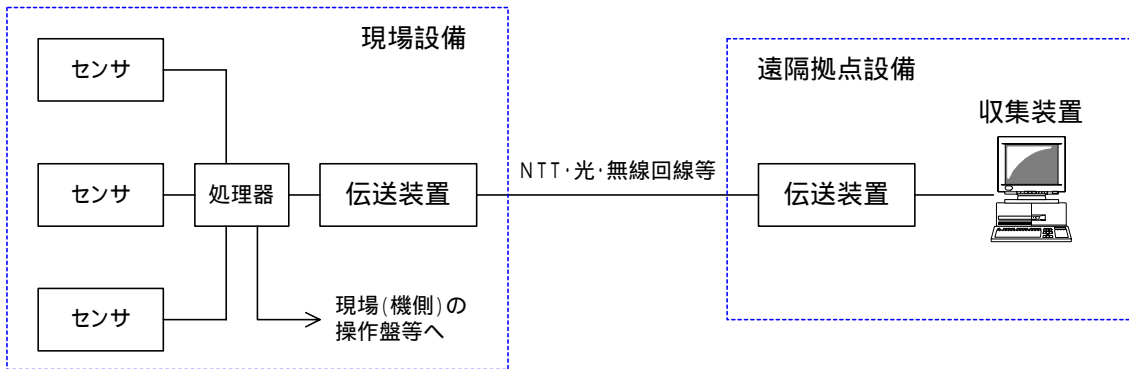 現場設備
センサ
センサ
処理器
伝送装置
センサ
現場(機側)の
操作盤等へ
NTT・光・無線回線等
遠隔拠点設備
収集装置
伝送装置